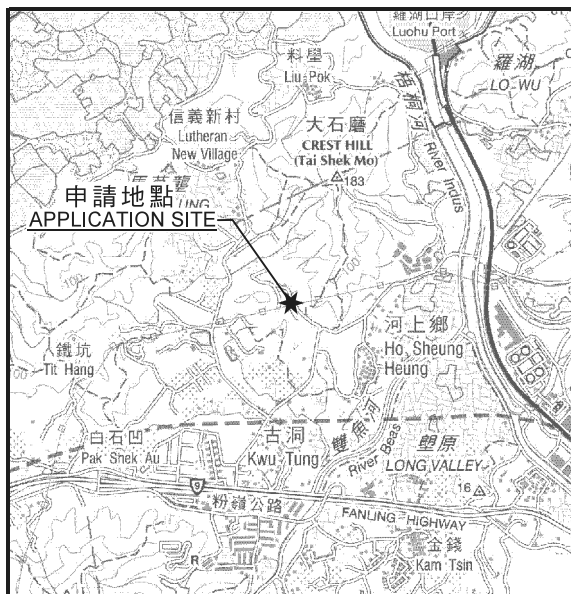 羅湖口岸
Luohu Port
料壆
Liu Pok
羅湖
LO WU
信義新村
Lutheran
New Village
大石磨
CREST HILL
(Tai Shek Mo)
183
梧桐河
River Indus
申請地點
APPLICATION SITE
100
100
鐵坑
Tit Hang
河上鄉
Ho Sheung
Heung
白石凹
Pak Shek Au
古洞
Kwu Tung
雙魚河
River Beas
塱原
LONG VALLEY
9
16
粉嶺公路
FANLING HIGHWAY
金錢
Kam Tsin
R